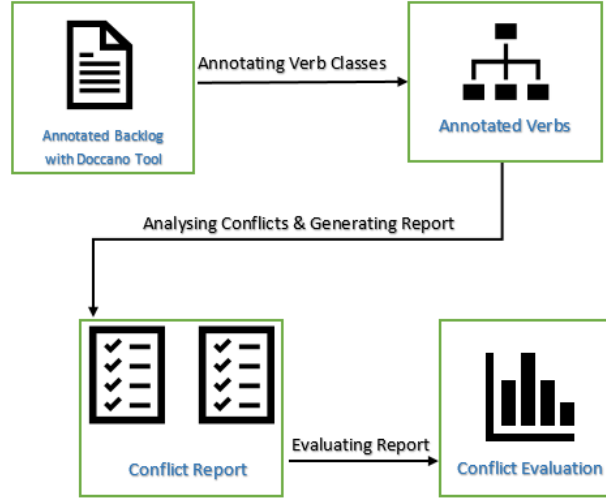 Annotated Backlog
with Doccano Tool
Annotating Verb Classes
Annotated Verbs
Analysing Conflicts & Generating Report
Conflict Report
Evaluating Report
Conflict Evaluation